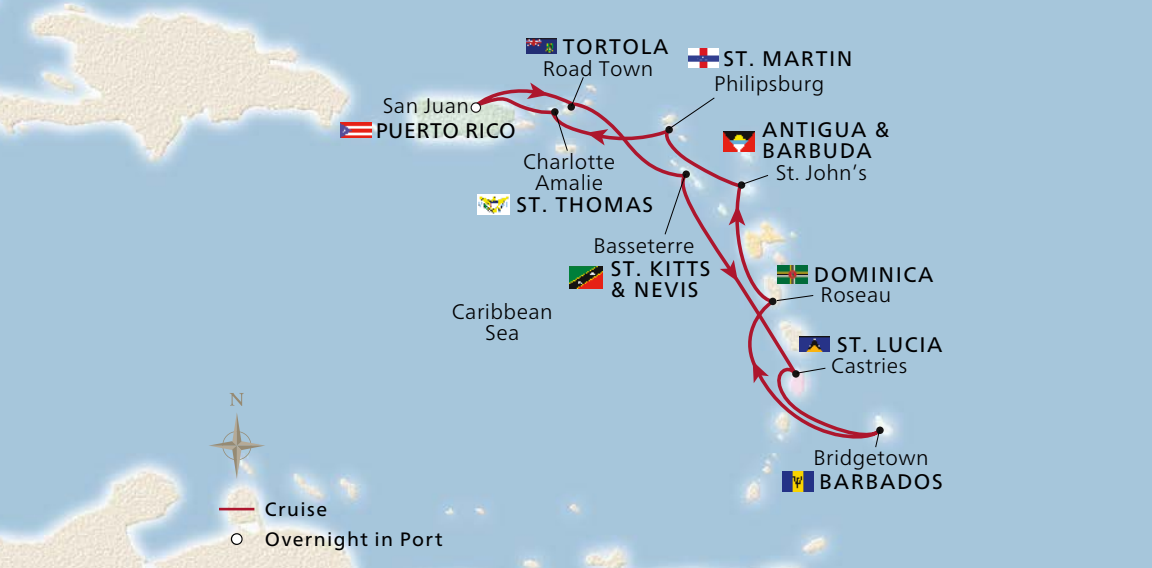 TORTOLA
Road Town
ST. MARTIN
Philipsburg
San Juan
PUERTO RICO
ANTIGUA &
BARBUDA
St. John's
Charlotte
Amalie
ST. THOMAS
Basseterre
ST. KITTS
& NEVIS
DOMINICA
Roseau
Caribbean
Sea
ST. LUCIA
Castries
N
Bridgetown
BARBADOS
Cruise
Overnight in Port